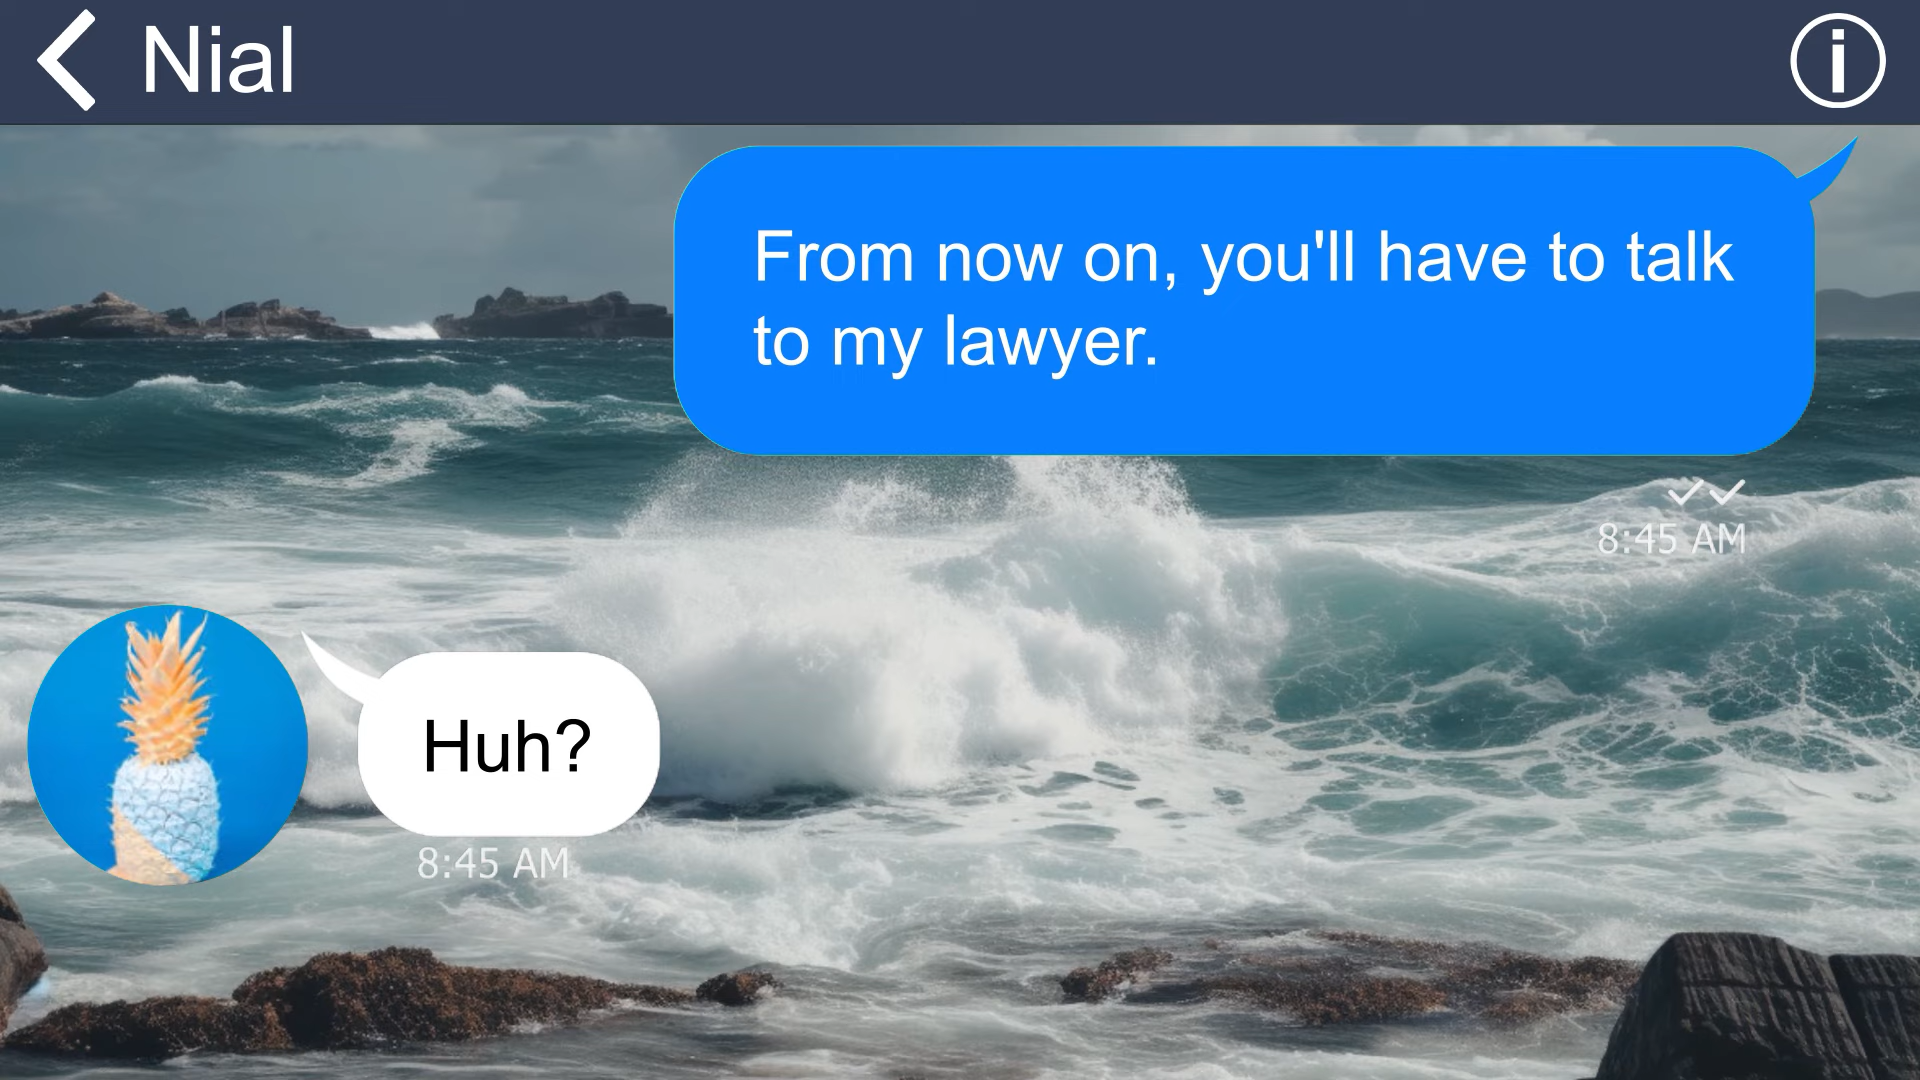 Nial
From now on, you'll have to talk
to my lawyer.
8:45 AM
Huh?
8:45 AM